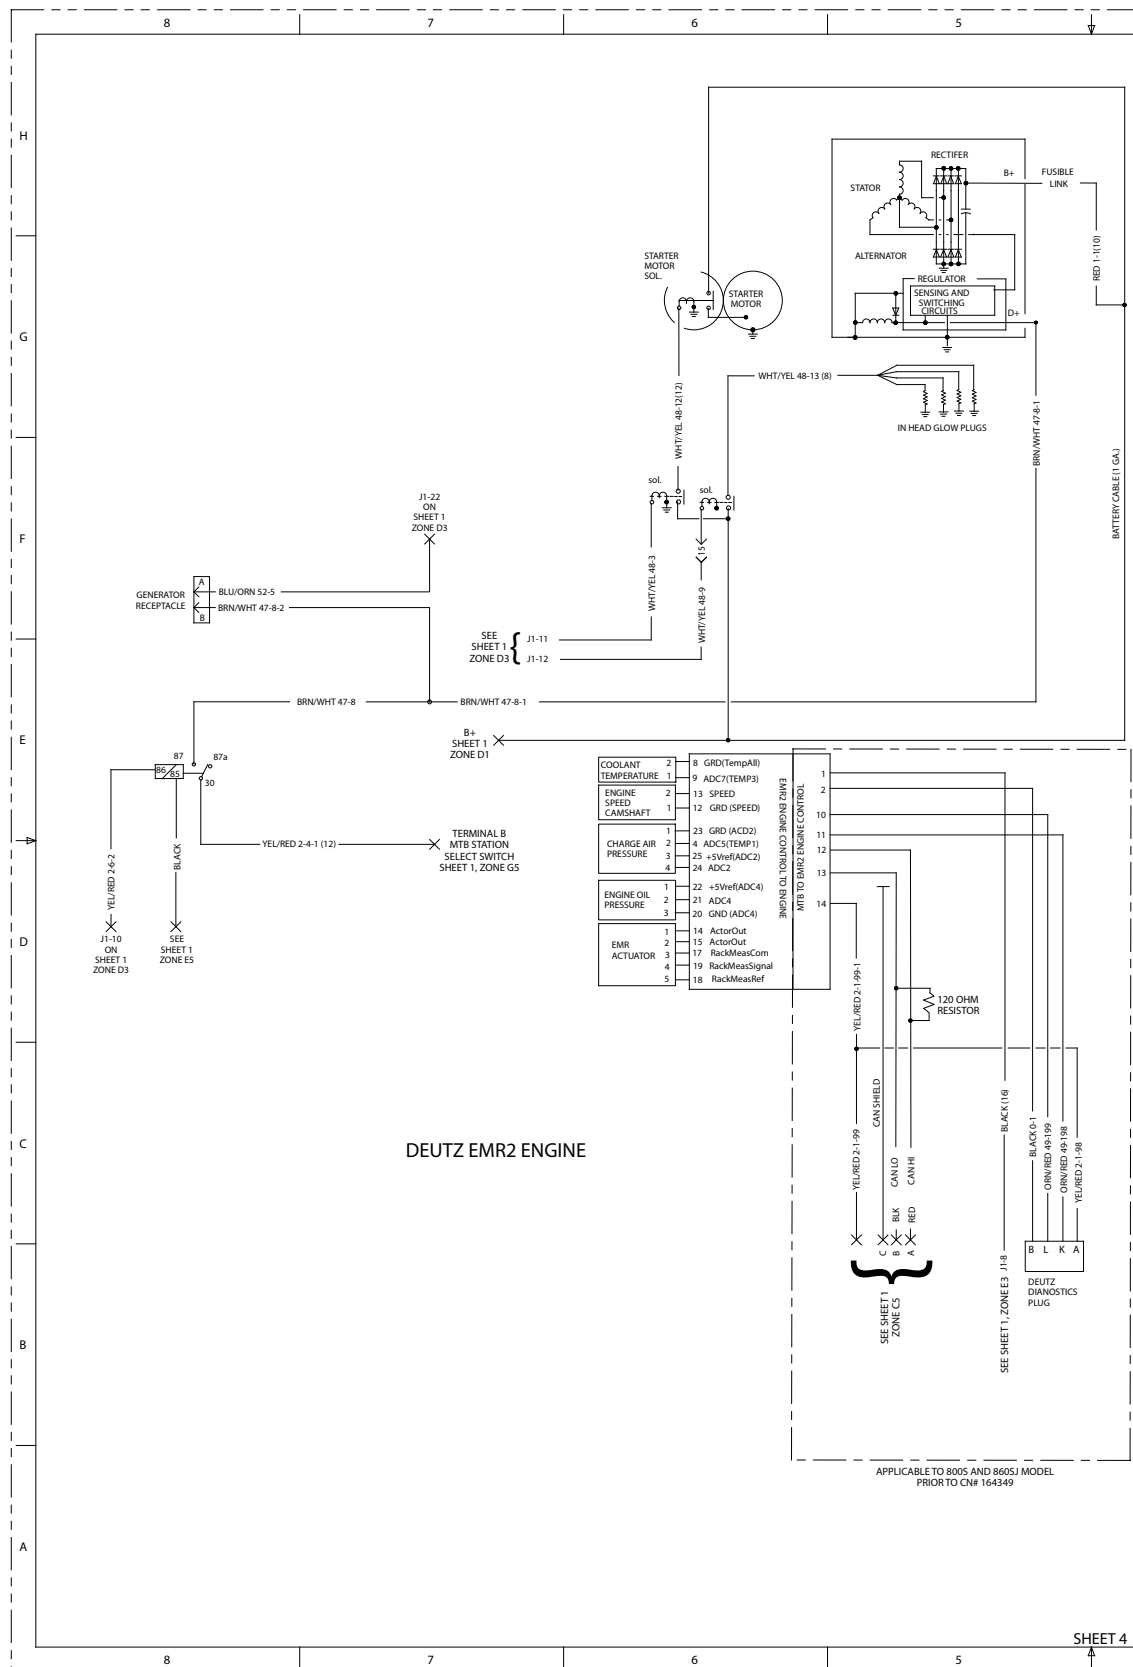 8 7 6 5
H
RECTIFER
B+
FUSIBLE
LINK
STATOR
ALTERNATOR
RED 1-1(10)
STARTER
MOTOR
SOL.
STARTER
MOTOR
REGULATOR
SENSING AND
SWITCHING
CIRCUITS
D+
G
WHT/YEL 48-13 (8)
WHT/YEL 48-12(12)
IN HEAD GLOW PLUGS
BRN/WHT 47-8-1
BATTERY CABLE (1 GA.)
sol.
sol.
J1-22
ON
SHEET 1
ZONE D3
F
15
WHT/YEL 48-3
WHT/YEL 48-9
GENERATOR
RECEPTACLE
A
B
BLU/ORN 52-5
BRN/WHT 47-8-2
SEE
SHEET 1
ZONE D3
{
J1-11
J1-12
BRN/WHT 47-8
BRN/WHT 47-8-1
E
B+
SHEET 1
ZONE D1
87
87a
86
85
30
YEL/RED 2-4-1 (12)
TERMINAL B
MTB STATION
SELECT SWITCH
SHEET 1, ZONE G5
YEL/RED 2-6-2
BLACK
J1-10
ON
SHEET 1
ZONE D3
SEE
SHEET 1
ZONE E5
D
COOLANT
TEMPERATURE
2 8 GRD(TempAll)
1 9 ADC7(TEMP3)
ENGINE
SPEED
CAMSHAFT
2 13 SPEED
1 12 GRD (SPEED)
CHARGE AIR
PRESSURE
1 23 GRD (ACD2)
2 4 ADC5(TEMP1)
3 25 +5Vref(ADC2)
4 24 ADC2
ENGINE OIL
PRESSURE
1 22 +5Vref(ADC4)
2 21 ADC4
3 20 GND (ADC4)
EMR
ACTUATOR
1 14 ActorOut
2 15 ActorOut
3 17 RackMeasCom
4 19 RackMeasSignal
5 18 RackMeasRef
EMR2 ENGINE CONTROL TO ENGINE
MTB TO EMR2 ENGINE CONTROL
1
2
10
11
12
13
14
YEL/RED 2-1-99-1
120 OHM
RESISTOR
C
DEUTZ EMR2 ENGINE
YEL/RED 2-1-99
CAN SHIELD
CAN LO
CAN HI
BLK
RED
BLACK (16)
BLACK 0-1
ORN/RED 49-199
ORN/RED 49-198
YEL/RED 2-1-98
C
B
A
SEE SHEET 1
ZONE C5
SEE SHEET 1, ZONE E3 J1-8
B L K A
DEUTZ
DIANOSTICS
PLUG
B
APPLICABLE TO 800S AND 860SJ MODEL
PRIOR TO CN# 164349
A
SHEET 4
8 7 6 5